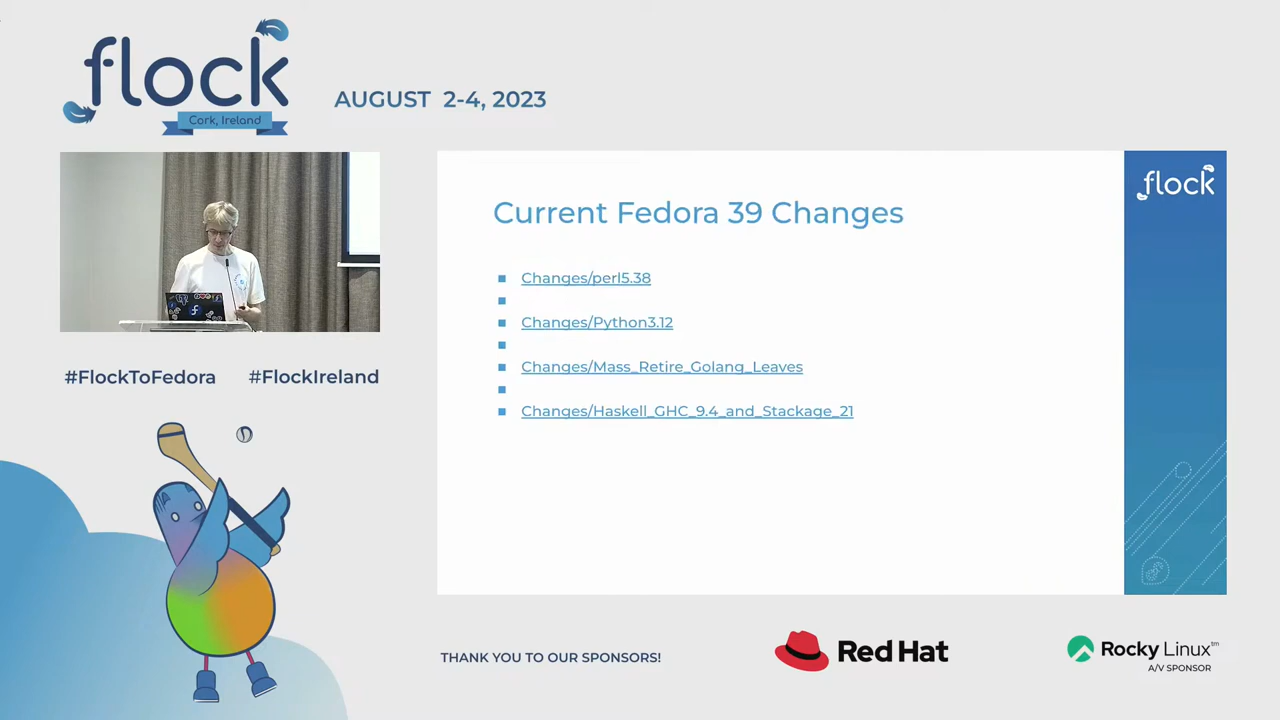 flock
Cork, Ireland
AUGUST 2-4, 2023
flock
Current Fedora 39 Changes
Changes/perl5.38
Changes/Python3.12
Changes/Mass_Retire_Golang_Leaves
Changes/Haskell_GHC_9.4_and_Stackage_21
#FlockToFedora #FlockIreland
THANK YOU TO OUR SPONSORS!
Red Hat
Rocky Linux™
A/V SPONSOR